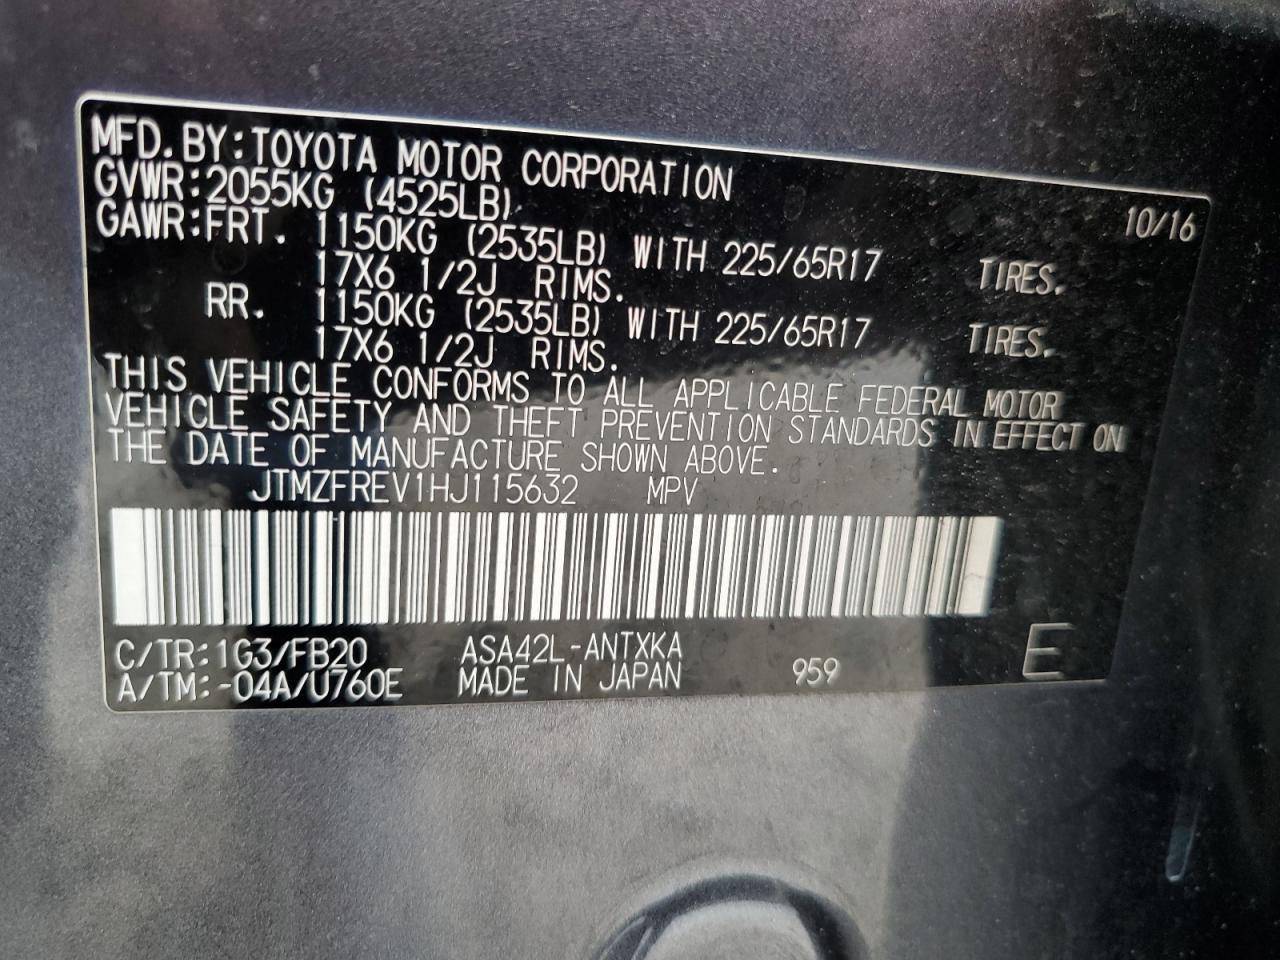 MFD.BY:TOYOTA MOTOR CORPORATION 10/16
GVWR:2055KG (4525LB)
GAWR:FRT. 1150KG (2535LB) WITH 225/65R17 TIRES.
17X6 1/2J RIMS.
RR. 1150KG (2535LB) WITH 225/65R17 TIRES.
17X6 1/2J RIMS.
THIS VEHICLE CONFORMS TO ALL APPLICABLE FEDERAL MOTOR
VEHICLE SAFETY AND THEFT PREVENTION STANDARDS IN EFFECT ON
THE DATE OF MANUFACTURE SHOWN ABOVE.
JTMZFREV1HJ115632 MPV
C/TR:1G3/FB20 ASA42L-ANTXKA
A/TM:-04A/U760E MADE IN JAPAN 959 E